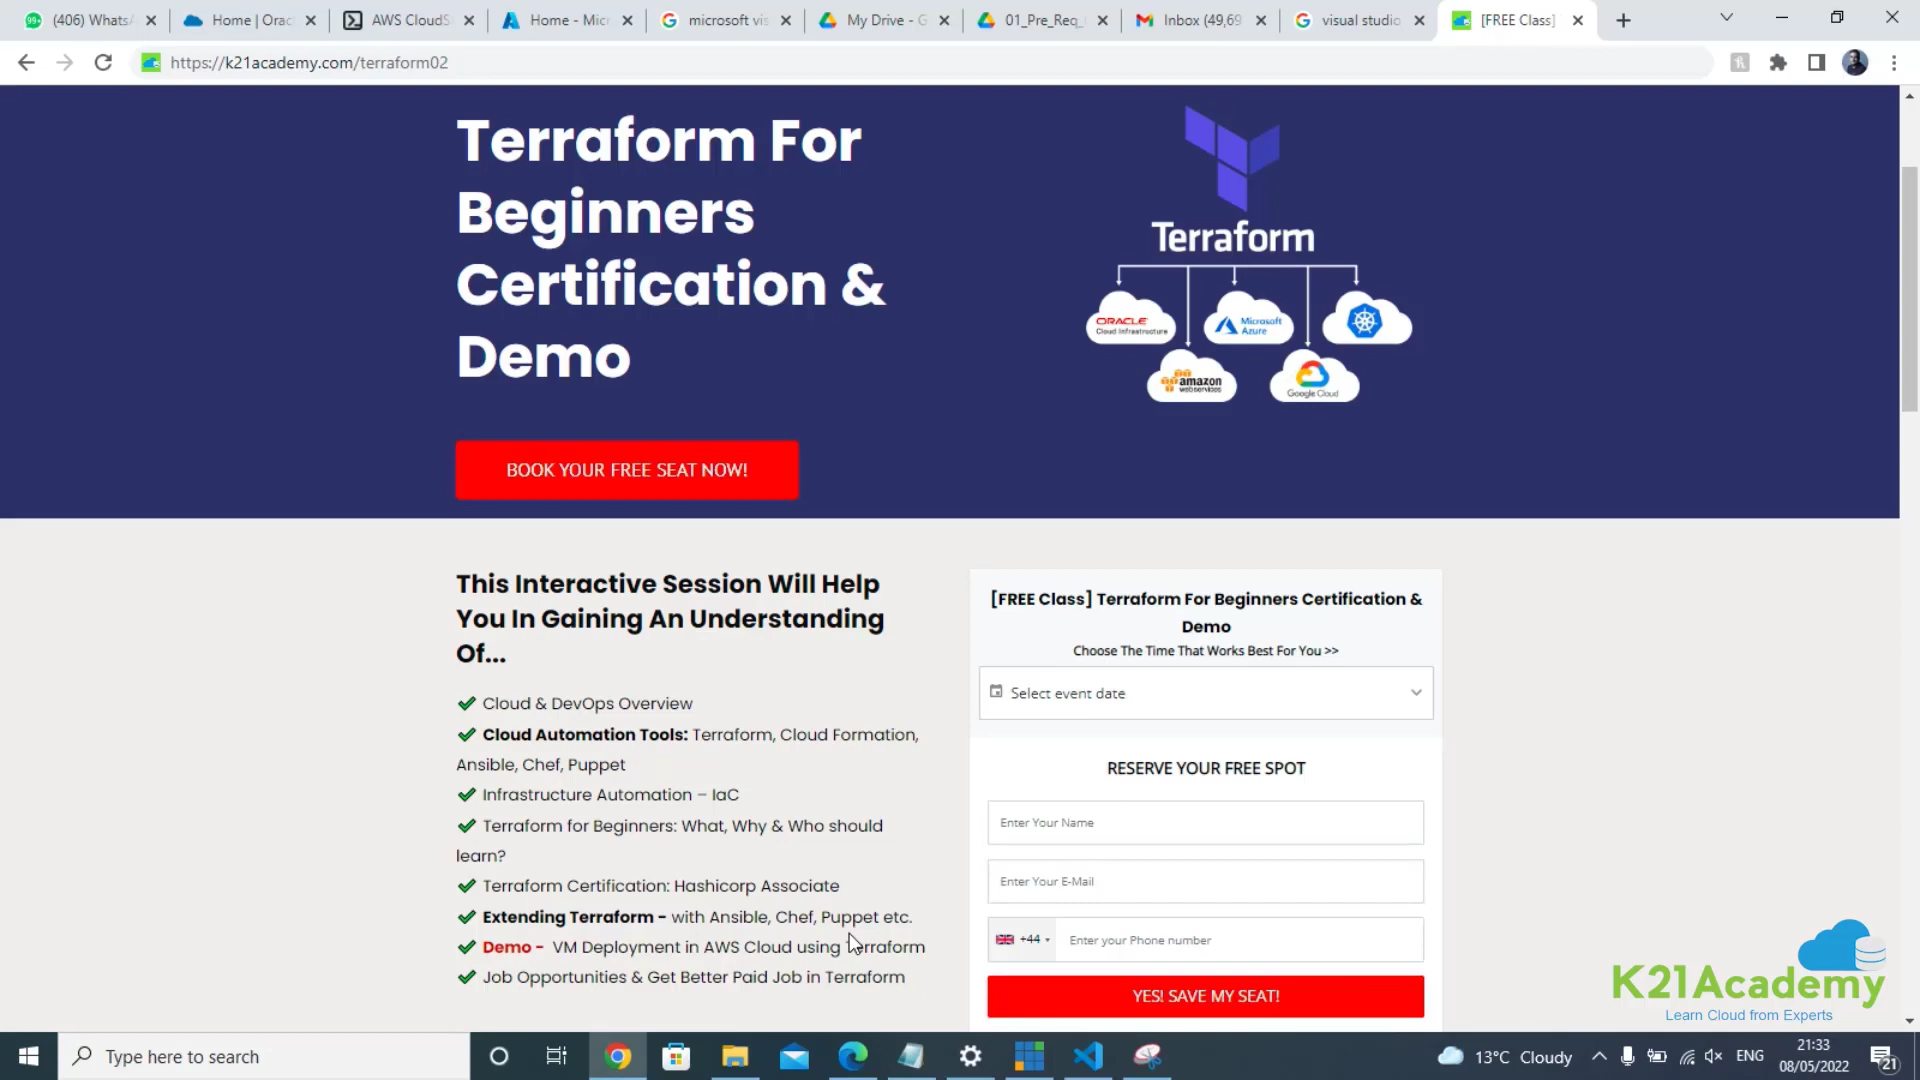 (406) Whats
Home | Orac
AWS CloudS
Home - Micr
microsoft vis
My Drive - G
01_Pre_Req_
Inbox (49,69
visual studio
[FREE Class]
https://k21academy.com/terraform02
Terraform For
Beginners
Certification &
Demo
Terraform
ORACLE
Cloud Infrastructure
Microsoft
Azure
amazon
webservices
Google Cloud
BOOK YOUR FREE SEAT NOW!
This Interactive Session Will Help
You In Gaining An Understanding
Of...
Cloud & DevOps Overview
Cloud Automation Tools: Terraform, Cloud Formation,
Ansible, Chef, Puppet
Infrastructure Automation – IaC
Terraform for Beginners: What, Why & Who should
learn?
Terraform Certification: Hashicorp Associate
Extending Terraform - with Ansible, Chef, Puppet etc.
Demo - VM Deployment in AWS Cloud using Terraform
Job Opportunities & Get Better Paid Job in Terraform
[FREE Class] Terraform For Beginners Certification &
Demo
Choose The Time That Works Best For You >>
Select event date
RESERVE YOUR FREE SPOT
Enter Your Name
Enter Your E-Mail
+44
Enter your Phone number
YES! SAVE MY SEAT!
K21Academy
Learn Cloud from Experts
Type here to search
13°C Cloudy
ENG
21:33
08/05/2022
21